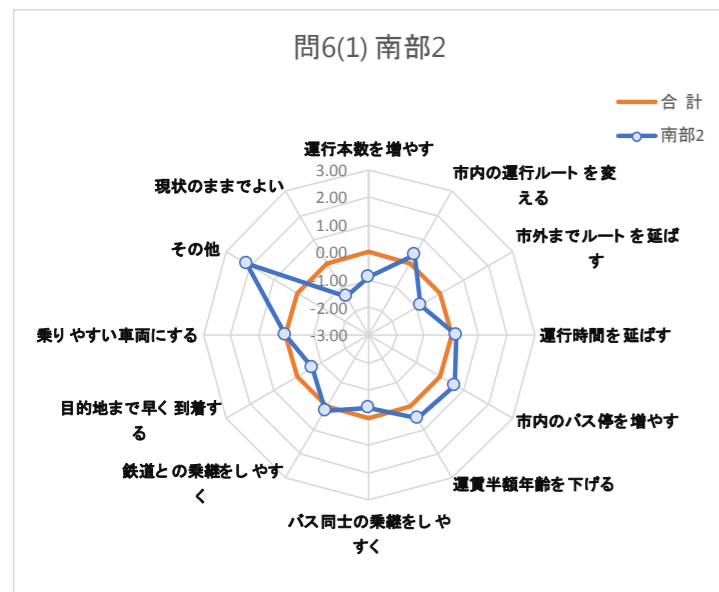 問6(1) 南部2
合 計
南部2
運行本数を増やす
市内の運行ルートを変
える
市外までルートを延ば
す
運行時間を延ばす
市内のバス停を増やす
運賃半額年齢を下げる
バス同士の乗継をしや
すく
鉄道との乗継をしやす
く
目的地まで早く到着す
る
乗りやすい車両にする
その他
現状のままでよい
3.00
2.00
1.00
0.00
-1.00
-2.00
-3.00